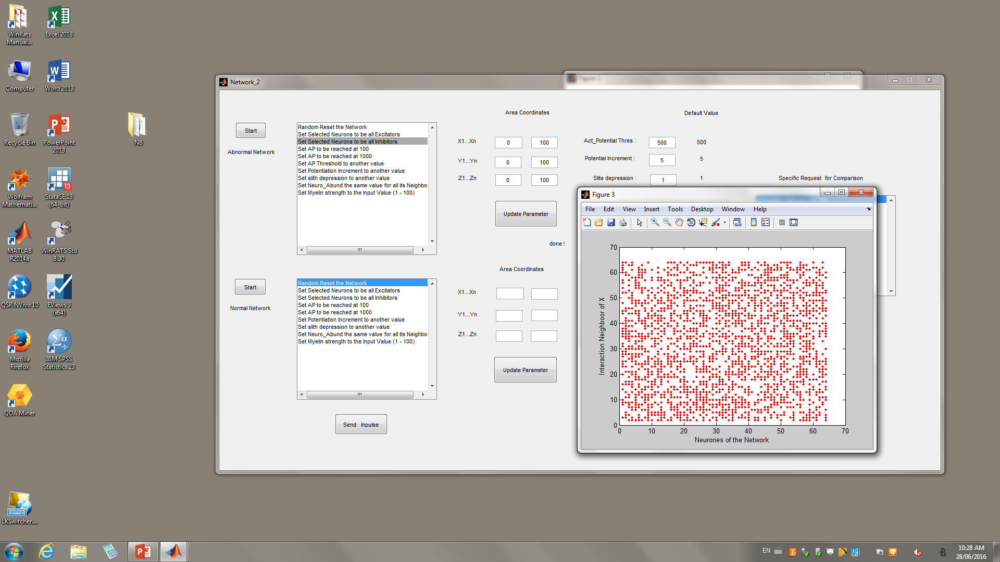 WinRats
Manual...
Excel 2013
Computer
Word 2013
Recycle Bin
PowerPoint
2013
NB
Wolfram
Mathemati...
StataSE 13
(64-bit)
13
MATLAB
R2014a
WinRATS Std
8.30
QSR NVivo 10
EViews 9
(x64)
Mozilla
Firefox
IBM SPSS
Statistics 23
QDA Miner
LKSwitcher....
Network_2
Start
Abnormal Network
Random Reset the Network
Set Selected Neurons to be all Excitators
Set Selected Neurons to be all Inhibitors
Set AP to be reached at 100
Set AP to be reached at 1000
Set AP Threshold to another value
Set Potentiation Increment to another value
Set slith depression to another value
Set Neuro_Abund the same value for all its Neighbo
Set Myelin strength to the Input Value (1 - 100)
Area Coordinates
X1...Xn
0
100
Y1...Yn
0
100
Z1...Zn
0
100
Update Parameter
done !
Default Value
Act_Potential Thres :
500
500
Potential Increment :
5
5
Slite depression :
1
1
Specific Request for Comparison
Start
Normal Network
Random Reset the Network
Set Selected Neurons to be all Excitators
Set Selected Neurons to be all Inhibitors
Set AP to be reached at 100
Set AP to be reached at 1000
Set Potentiation Increment to another value
Set slith depression to another value
Set Neuro_Abund the same value for all its Neighbo
Set Myelin strength to the Input Value (1 - 100)
Area Coordinates
X1...Xn
Y1...Yn
Z1...Zn
Update Parameter
Send Inpulse
Figure 3
File Edit View Insert Tools Desktop Window Help
70
60
50
40
30
20
10
0
Interaction Neighboor of X
0 10 20 30 40 50 60 70
Neurones of the Network
EN
10:28 AM
28/06/2016